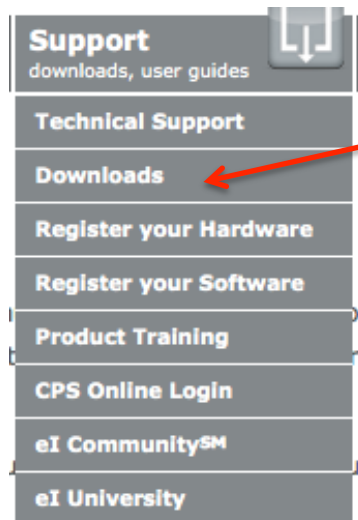 Support
downloads, user guides
Technical Support
Downloads
Register your Hardware
Register your Software
Product Training
CPS Online Login
eI Community℠
eI University